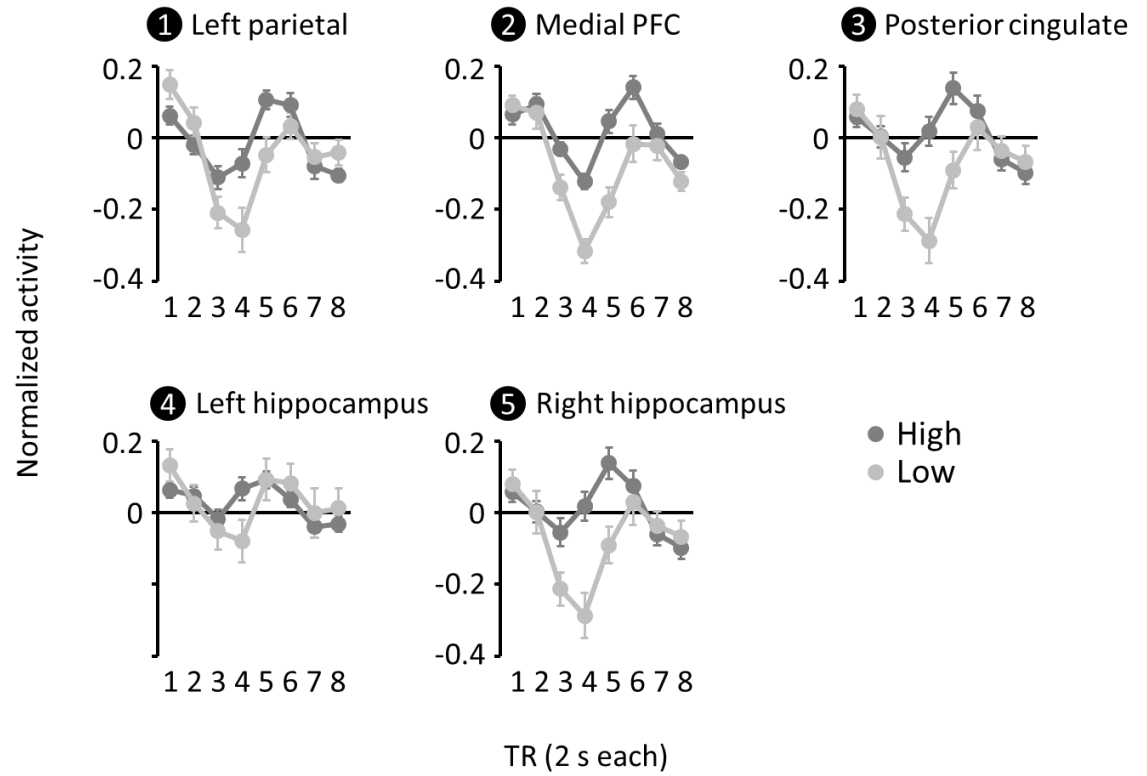 1 Left parietal
2 Medial PFC
3 Posterior cingulate
0.2 0.2 0.2
0 0 0
-0.2 -0.2 -0.2
-0.4 -0.4 -0.4
1 2 3 4 5 6 7 8 1 2 3 4 5 6 7 8 1 2 3 4 5 6 7 8
Normalized activity
4 Left hippocampus
5 Right hippocampus
0.2 0.2
0 0
-0.2
-0.4
1 2 3 4 5 6 7 8 1 2 3 4 5 6 7 8
High
Low
TR (2 s each)